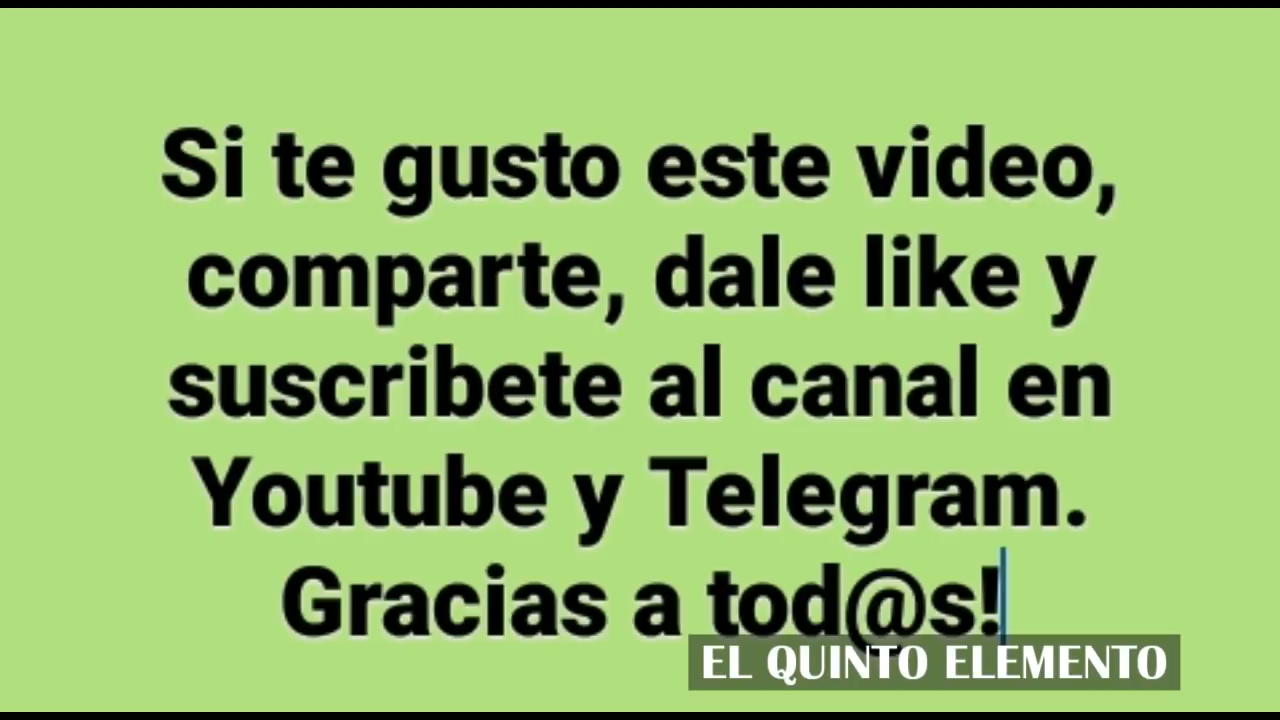 Si te gusto este video,
comparte, dale like y
suscribete al canal en
Youtube y Telegram.
Gracias a tod@s!
EL QUINTO ELEMENTO